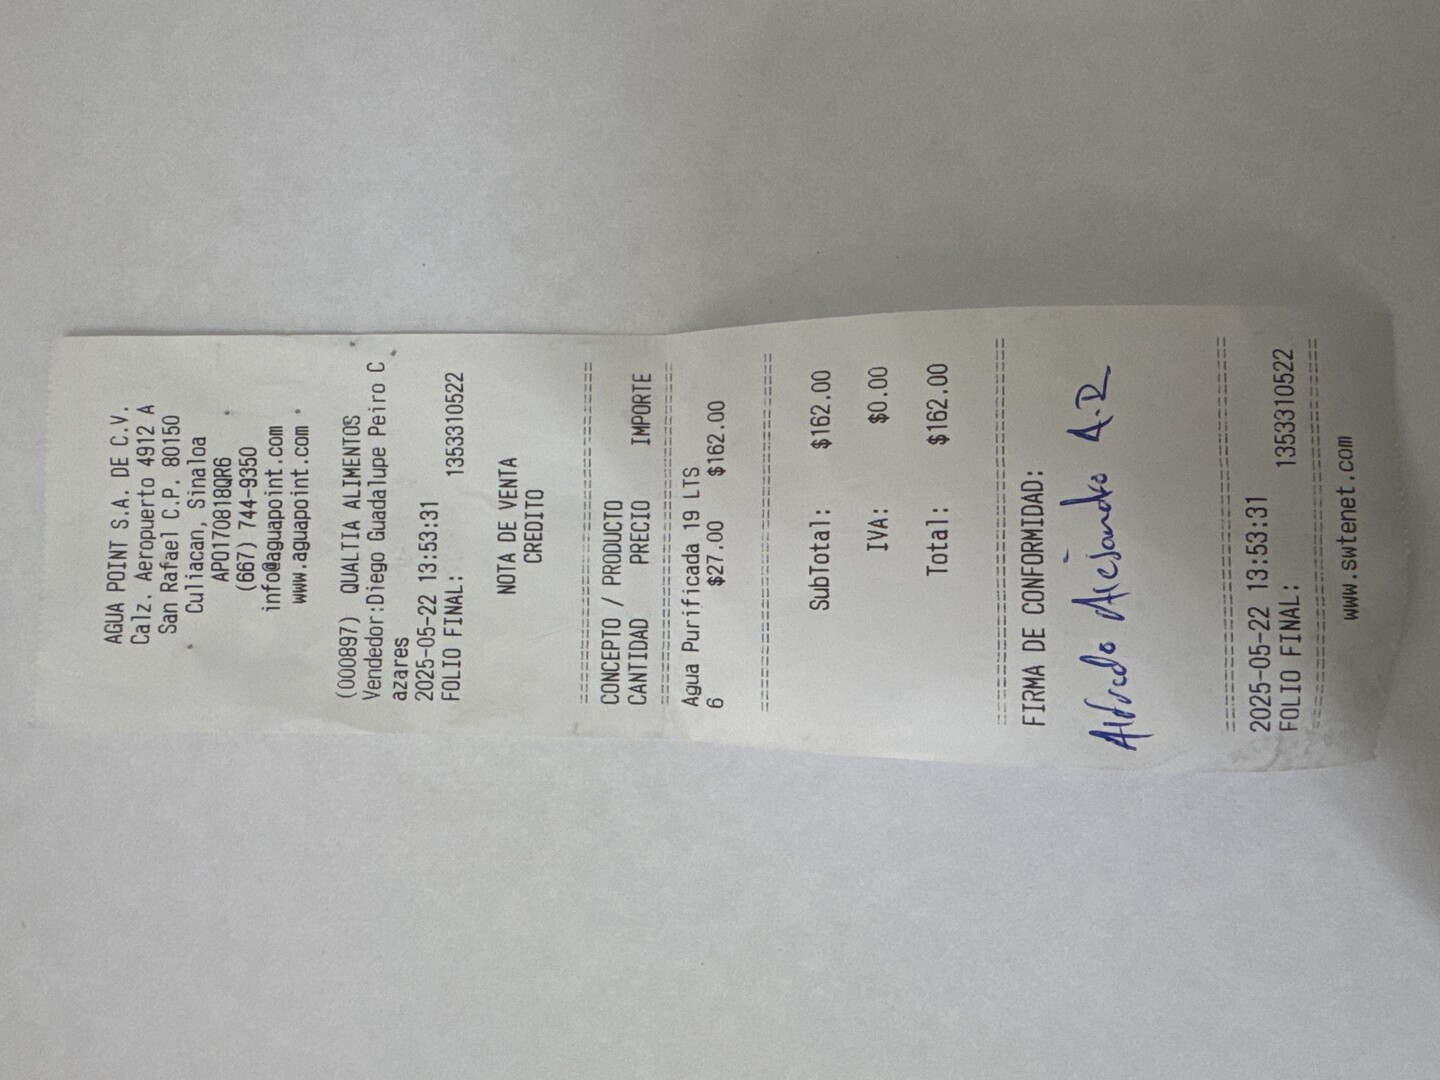 AGUA POINT S.A. DE C.V.
Calz. Aeropuerto 4912 A
San Rafael C.P. 80150
Culiacan, Sinaloa
APO170818QR6
(667) 744-9350
info@aguapoint.com
www.aguapoint.com
(000897) QUALTIA ALIMENTOS
Vendedor:Diego Guadalupe Peiro C
azares
2025-05-22 13:53:31
FOLIO FINAL: 1353310522
NOTA DE VENTA
CREDITO
CONCEPTO / PRODUCTO
CANTIDAD PRECIO IMPORTE
Agua Purificada 19 LTS
6 $27.00 $162.00
SubTotal: $162.00
IVA: $0.00
Total: $162.00
FIRMA DE CONFORMIDAD:
Alfredo Alejandro A.R
2025-05-22 13:53:31
FOLIO FINAL: 1353310522
www.swtenet.com